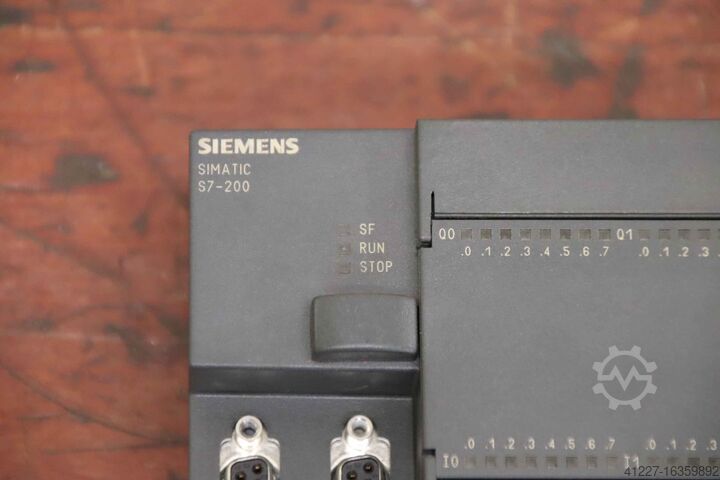 SIEMENS
SIMATIC
S7-200
SF
RUN
STOP
Q0 Q1
.0 .1 .2 .3 .4 .5 .6 .7 .0 .1 .2 .3
.0 .1 .2 .3 .4 .5 .6 .7 .0 .1 .2 .3
I0 I1
41227-16359892